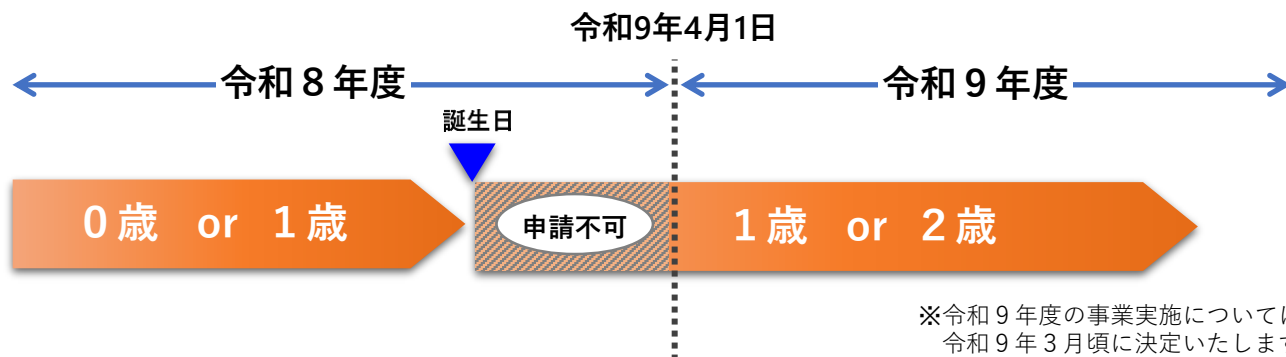 令和9年4月1日
令和８年度
令和９年度
誕生日
０歳 or １歳
申請不可
１歳 or ２歳
※令和９年度の事業実施については
令和９年３月頃に決定いたします